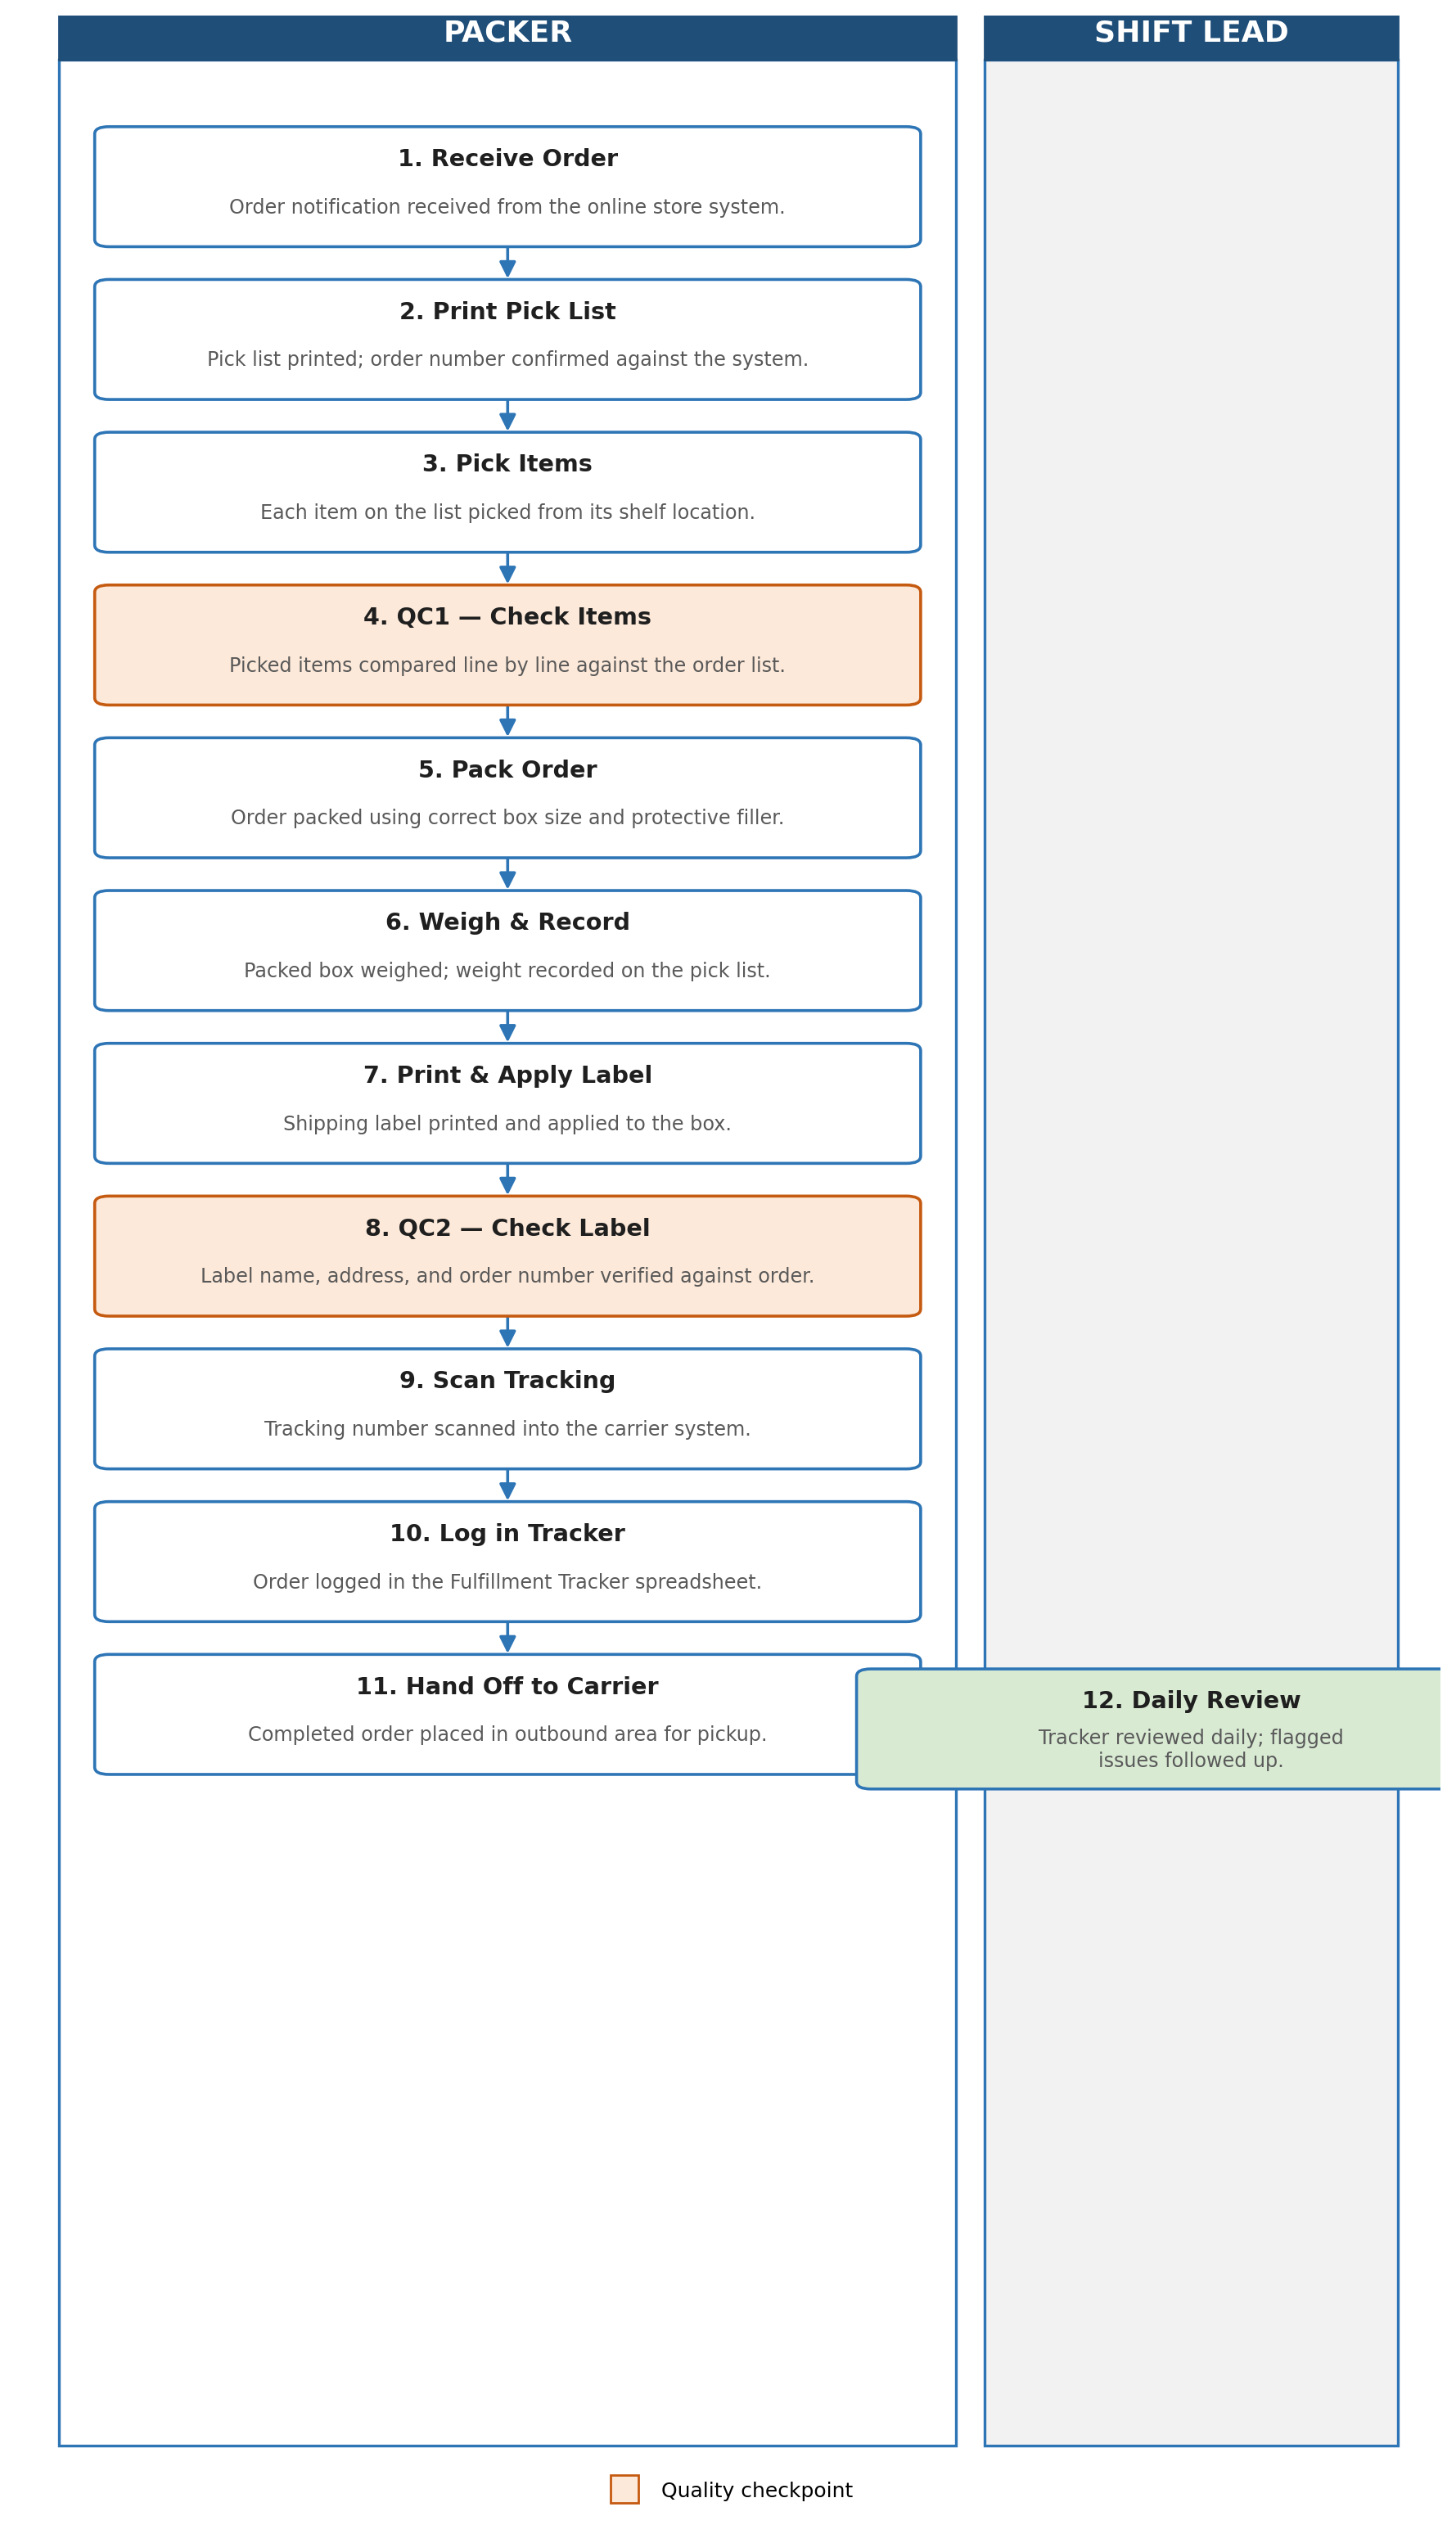 PACKER
SHIFT LEAD
1. Receive Order
Order notification received from the online store system.
2. Print Pick List
Pick list printed; order number confirmed against the system.
3. Pick Items
Each item on the list picked from its shelf location.
4. QC1 — Check Items
Picked items compared line by line against the order list.
5. Pack Order
Order packed using correct box size and protective filler.
6. Weigh & Record
Packed box weighed; weight recorded on the pick list.
7. Print & Apply Label
Shipping label printed and applied to the box.
8. QC2 — Check Label
Label name, address, and order number verified against order.
9. Scan Tracking
Tracking number scanned into the carrier system.
10. Log in Tracker
Order logged in the Fulfillment Tracker spreadsheet.
11. Hand Off to Carrier
Completed order placed in outbound area for pickup.
12. Daily Review
Tracker reviewed daily; flagged
issues followed up.
Quality checkpoint